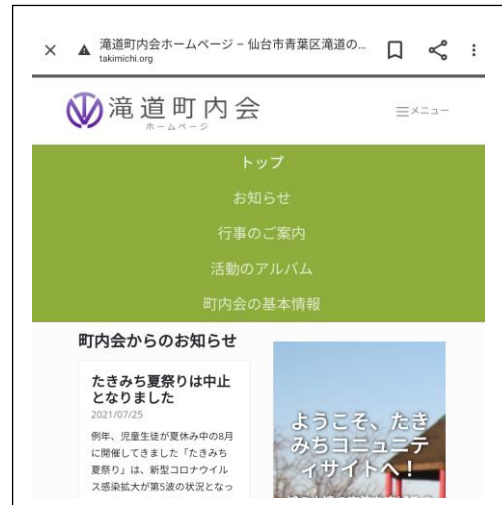 滝道町内会ホームページ – 仙台市青葉区滝道の...
takimichi.org
滝道町内会
ホームページ
メニュー
トップ
お知らせ
行事のご案内
活動のアルバム
町内会の基本情報
町内会からのお知らせ
たきみち夏祭りは中止
となりました
2021/07/25
例年、児童生徒が夏休み中の8月
に開催してきました「たきみち
夏祭り」は、新型コロナウイル
ス感染拡大が第5波の状況となっ
ようこそ、たき
みちコミュニテ
ィサイトへ!